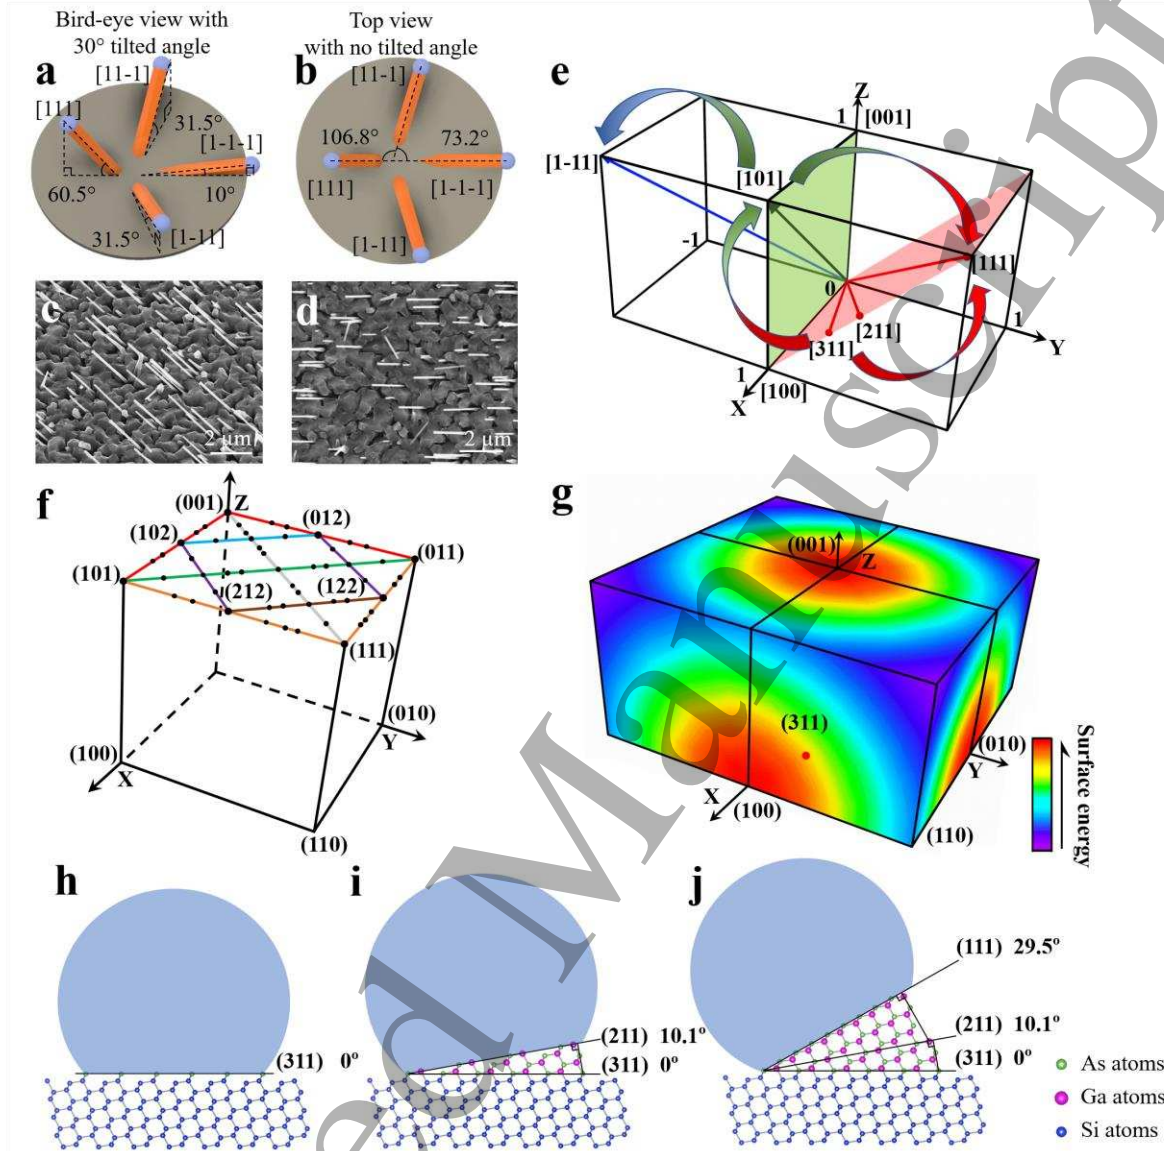 Bird-eye view with
30° tilted angle
Top view
with no tilted angle
a
[11-1]
[111]
31.5°
[1-1-1]
60.5°
10°
31.5°
[1-11]
b
[11-1]
106.8°
73.2°
[111]
[1-1-1]
[1-11]
e
Z
1
[001]
[1-11]
[101]
-1
[111]
0
1
[211]
[311]
Y
1
[100]
X
c
2 μm
d
2 μm
f
(001)
Z
(012)
(102)
(011)
(101)
(212)
(122)
(111)
(010)
Y
(100)
X
(110)
g
(001)
Z
(311)
(010)
Y
X
(100)
(110)
Surface
energy
h
(311) 0°
i
(211) 10.1°
(311) 0°
j
(111) 29.5°
(211) 10.1°
(311) 0°
As atoms
Ga atoms
Si atoms
ed Manuscript